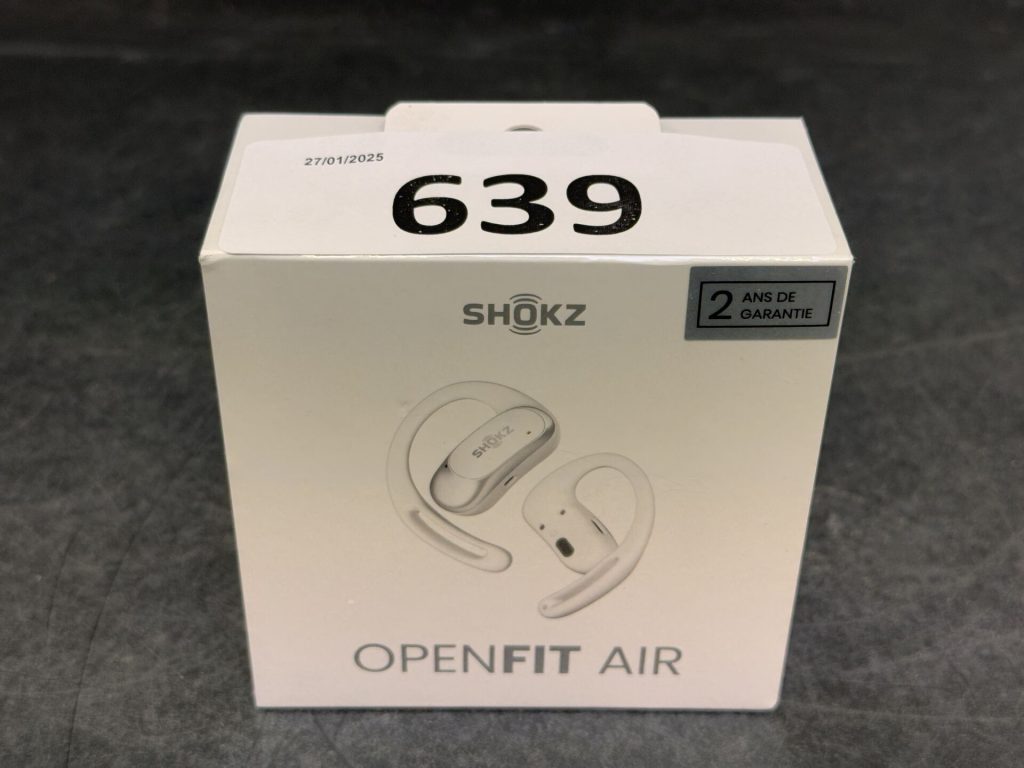 27/01/2025
639
SHOKZ
2 ANS DE
GARANTIE
SHOKZ
OPENFIT AIR